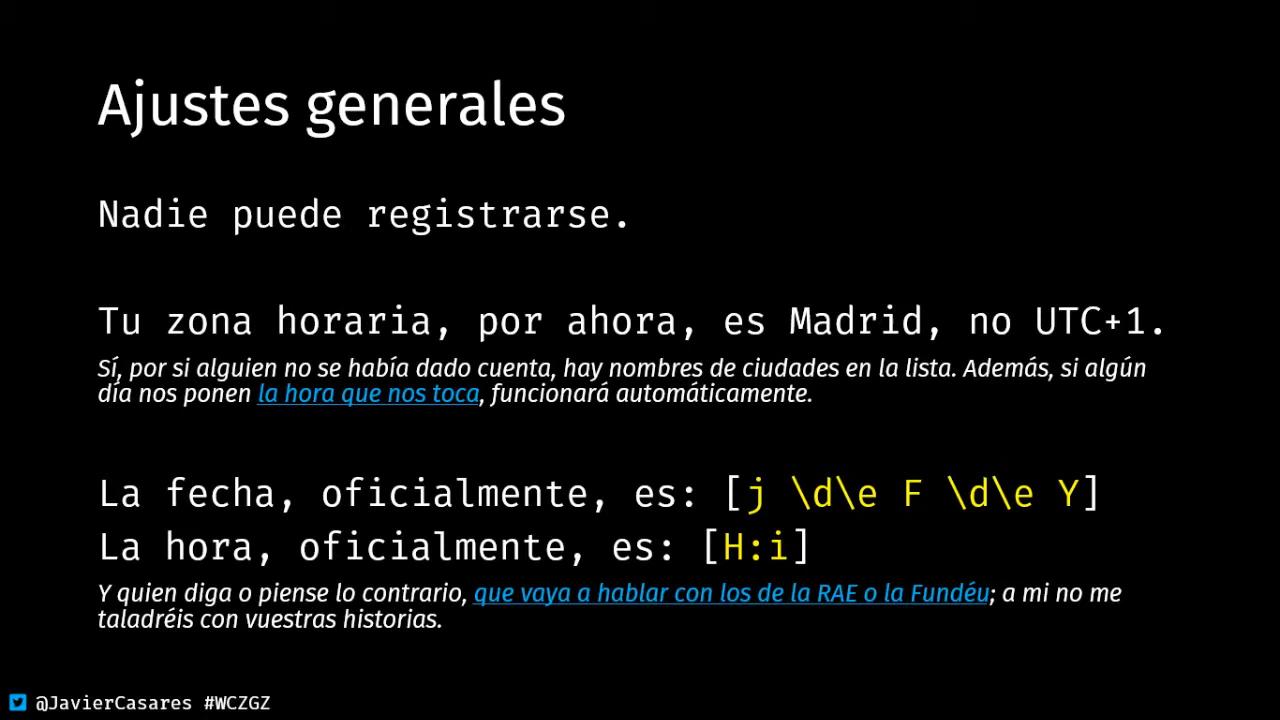 Ajustes generales
Nadie puede registrarse.
Tu zona horaria, por ahora, es Madrid, no UTC+1.
Sí, por si alguien no se había dado cuenta, hay nombres de ciudades en la lista. Además, si algún
día nos ponen la hora que nos toca, funcionará automáticamente.
La fecha, oficialmente, es: [j \d\e F \d\e Y]
La hora, oficialmente, es: [H:i]
Y quien diga o piense lo contrario, que vaya a hablar con los de la RAE o la Fundéu; a mi no me
taladréis con vuestras historias.
@JavierCasares #WCZGZ